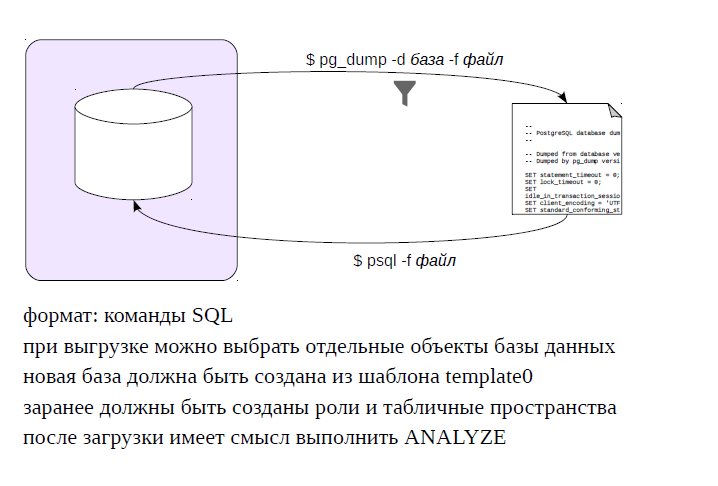 $ pg_dump -d база -f файл
--
-- PostgreSQL database dum
--
-- Dumped from database ve
-- Dumped by pg_dump versi
SET statement_timeout = 0;
SET lock_timeout = 0;
SET
idle_in_transaction_sessio
SET client_encoding = 'UTF
SET standard_conforming_st
$ psql -f файл
формат: команды SQL
при выгрузке можно выбрать отдельные объекты базы данных
новая база должна быть создана из шаблона template0
заранее должны быть созданы роли и табличные пространства
после загрузки имеет смысл выполнить ANALYZE